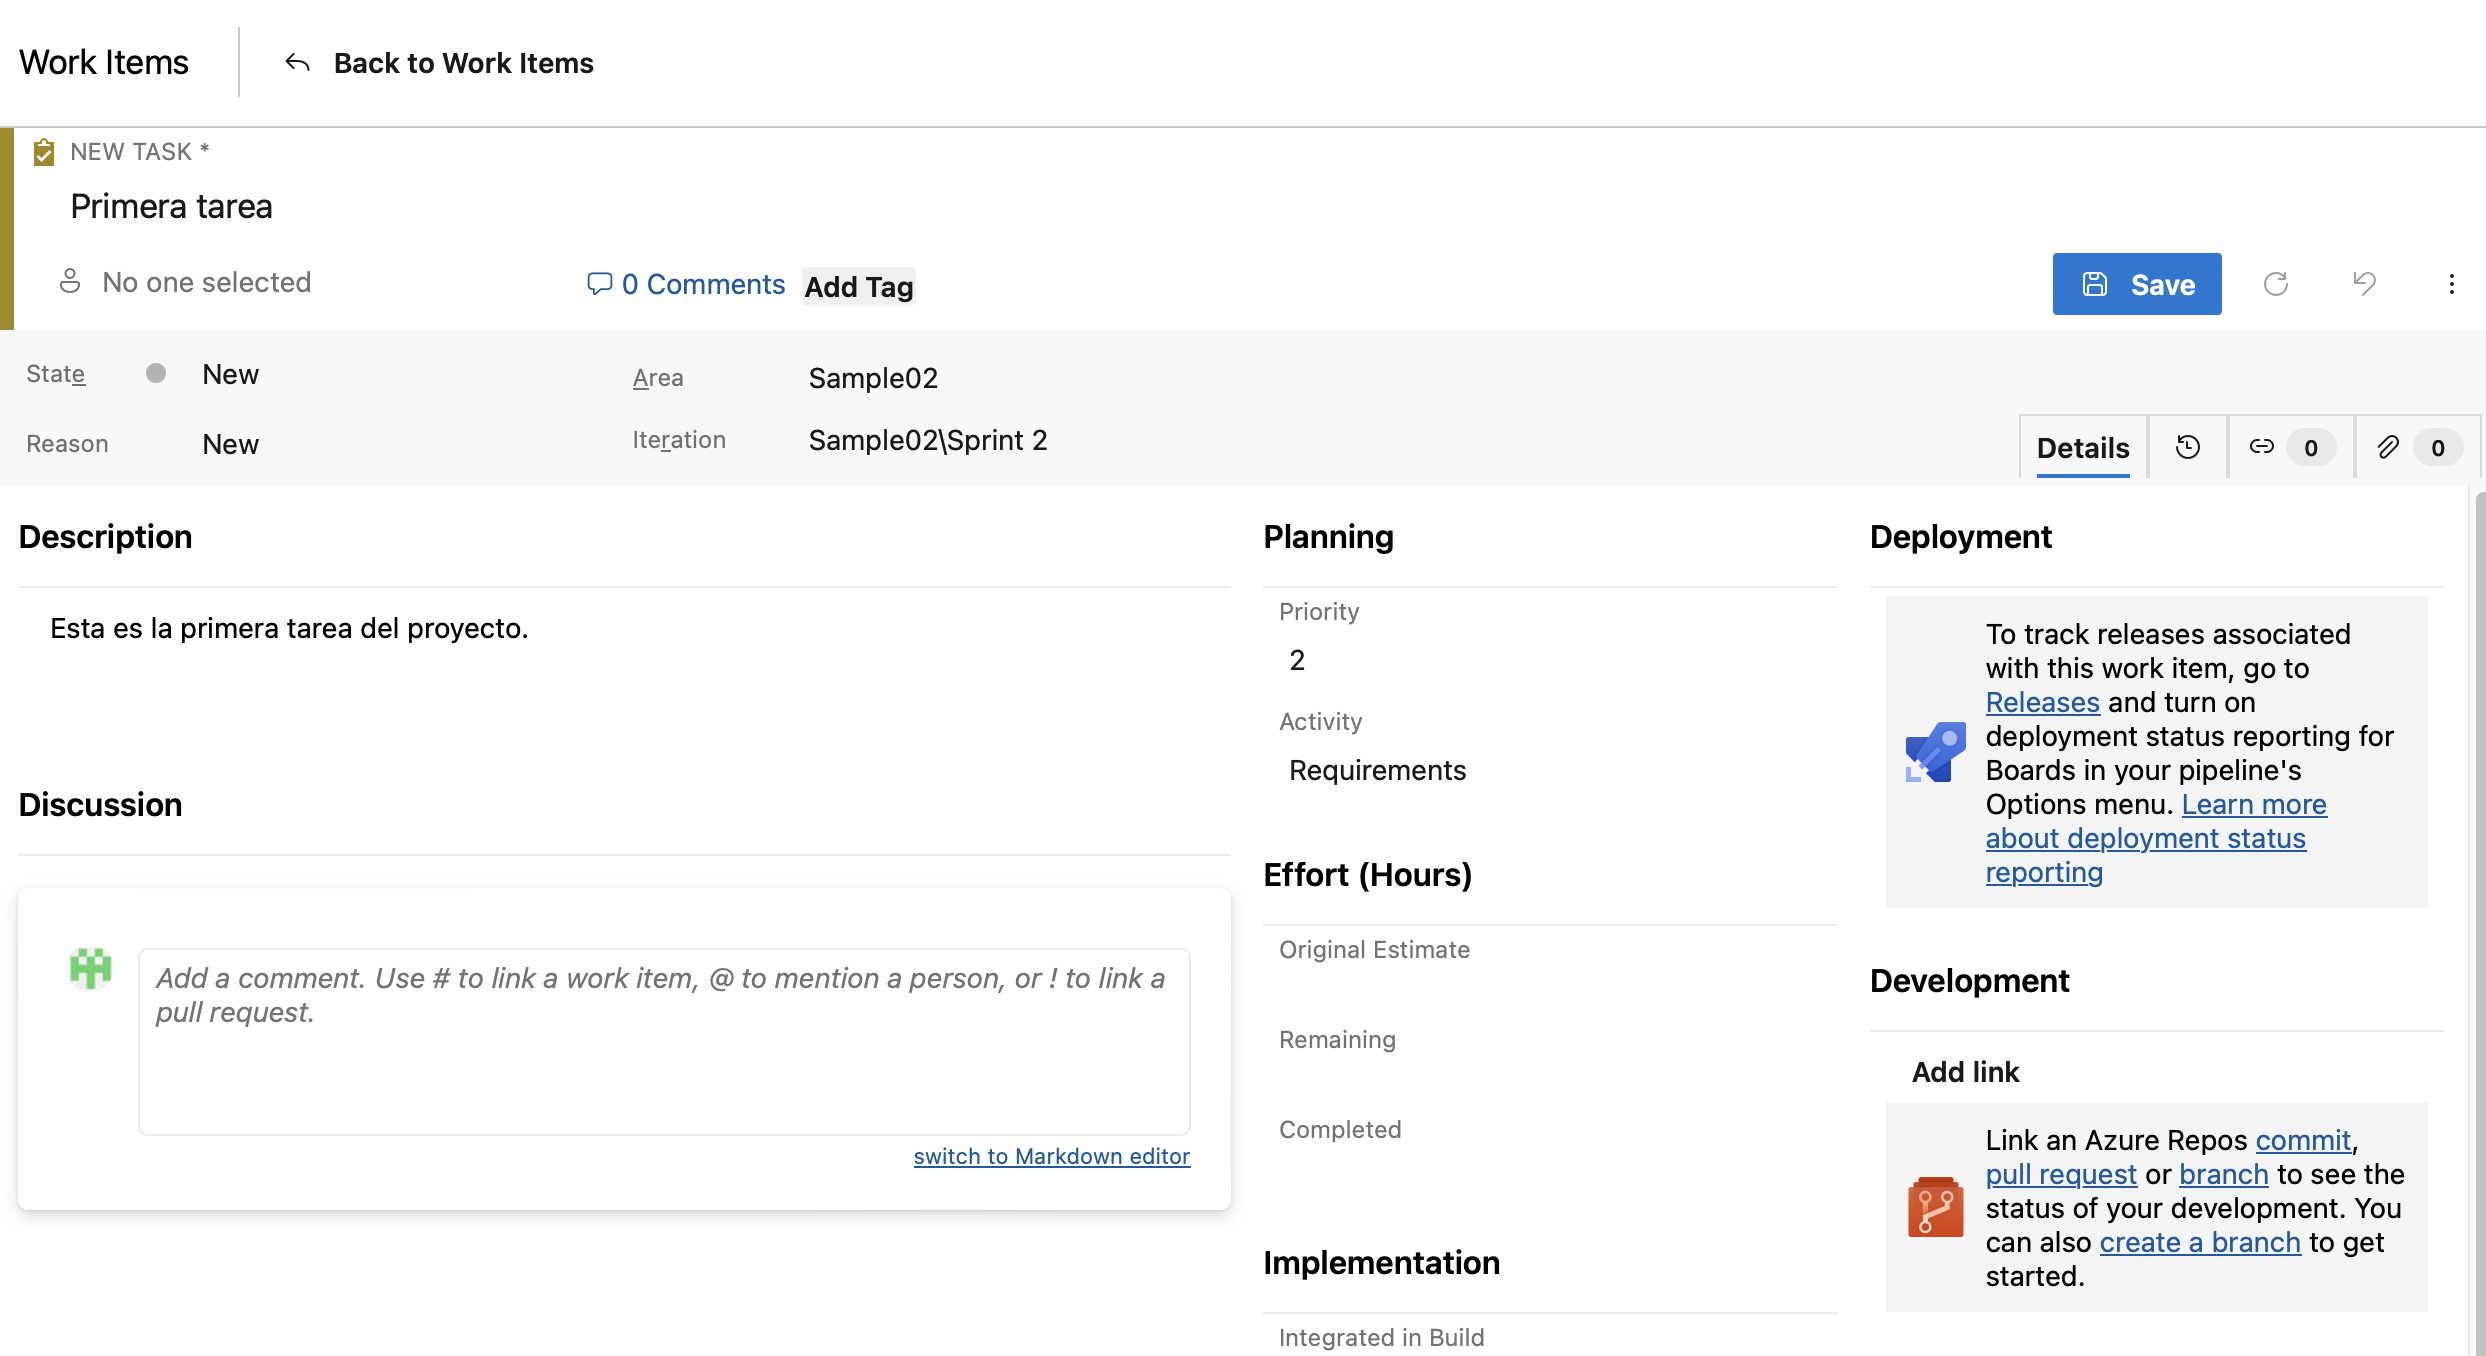 Work Items
Back to Work Items
NEW TASK *
Primera tarea
No one selected
0 Comments
Add Tag
Save
State
New
Area
Sample02
Reason
New
Iteration
Sample02\Sprint 2
Details
0
0
Description
Esta es la primera tarea del proyecto.
Discussion
Add a comment. Use # to link a work item, @ to mention a person, or ! to link a
pull request.
switch to Markdown editor
Planning
Priority
2
Activity
Requirements
Effort (Hours)
Original Estimate
Remaining
Completed
Implementation
Integrated in Build
Deployment
To track releases associated
with this work item, go to
Releases and turn on
deployment status reporting for
Boards in your pipeline's
Options menu. Learn more
about deployment status
reporting
Development
Add link
Link an Azure Repos commit,
pull request or branch to see the
status of your development. You
can also create a branch to get
started.